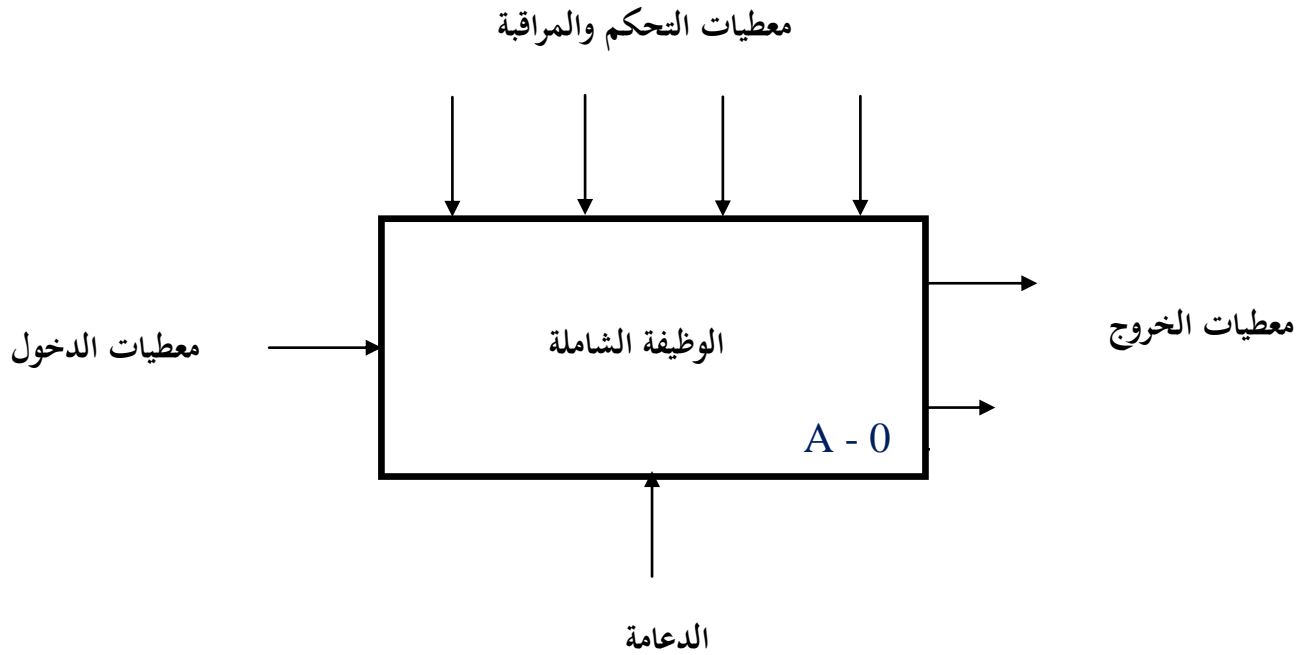 معطيات التحكم والمراقبة
معطيات الخروج
الوظيفة الشاملة
معطيات الدخول
A - 0
الدعامة